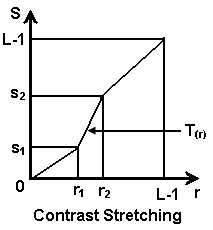 S
L-1
s2
T(r)
s1
0
r1 r2 L-1 r
Contrast Stretching